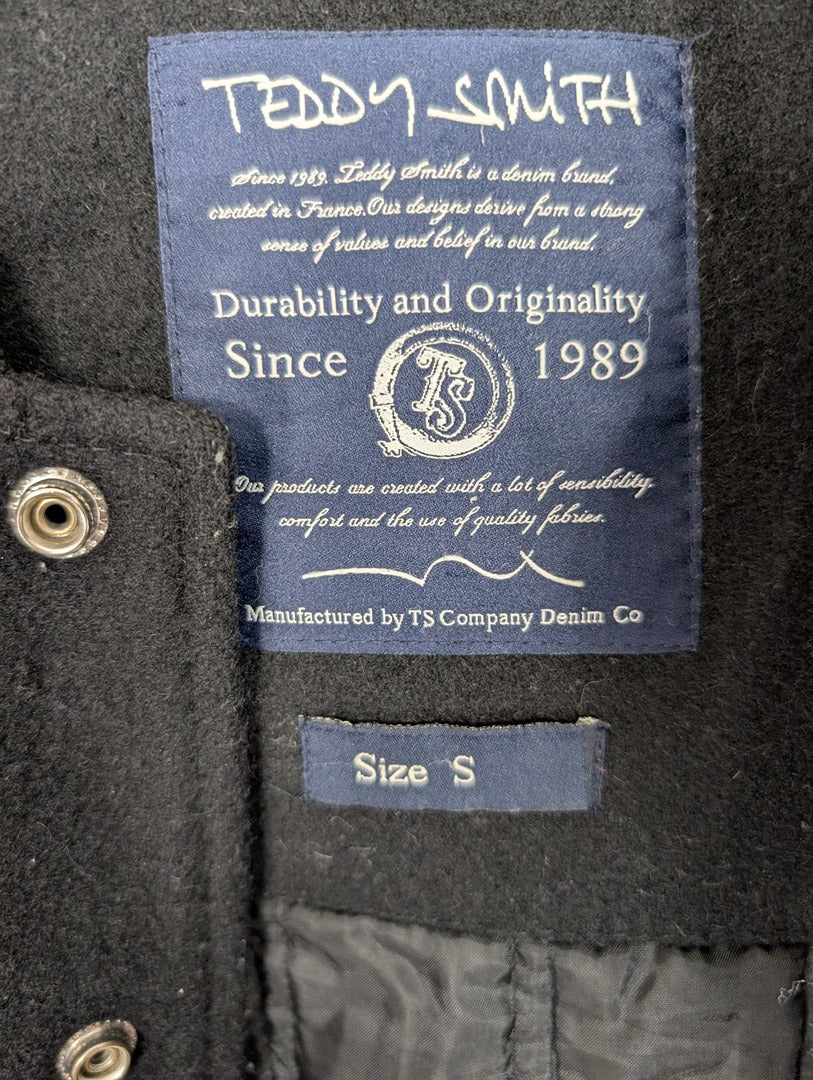 TEDDY SMITH
Since 1989. Teddy Smith is a denim brand,
created in France. Our designs derive from a strong
sense of values and belief in our brand.
Durability and Originality
Since TS 1989
Our products are created with a lot of sensibility,
comfort and the use of quality fabries.
Manufactured by TS Company Denim Co
Size S